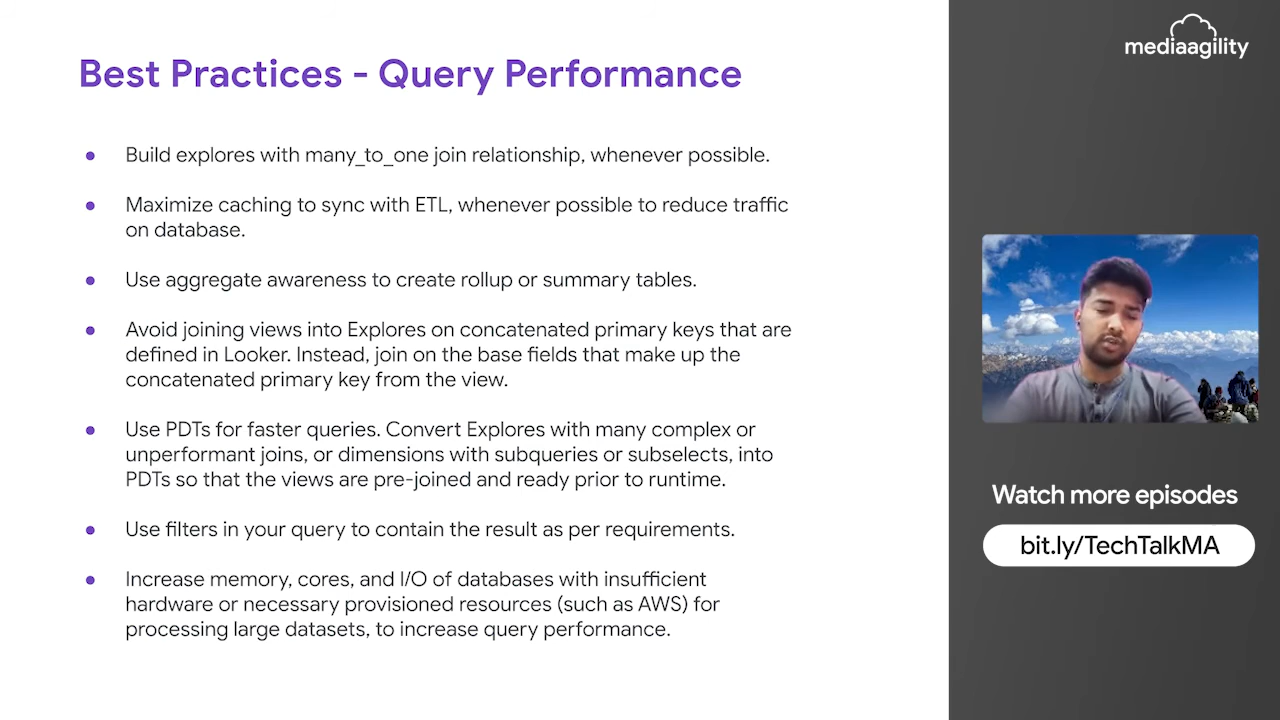 mediaagility
Best Practices - Query Performance
Build explores with many_to_one join relationship, whenever possible.
Maximize caching to sync with ETL, whenever possible to reduce traffic
on database.
Use aggregate awareness to create rollup or summary tables.
Avoid joining views into Explores on concatenated primary keys that are
defined in Looker. Instead, join on the base fields that make up the
concatenated primary key from the view.
Use PDTs for faster queries. Convert Explores with many complex or
unperformant joins, or dimensions with subqueries or subselects, into
PDTs so that the views are pre-joined and ready prior to runtime.
Use filters in your query to contain the result as per requirements.
Increase memory, cores, and I/O of databases with insufficient
hardware or necessary provisioned resources (such as AWS) for
processing large datasets, to increase query performance.
Watch more episodes
bit.ly/TechTalkMA